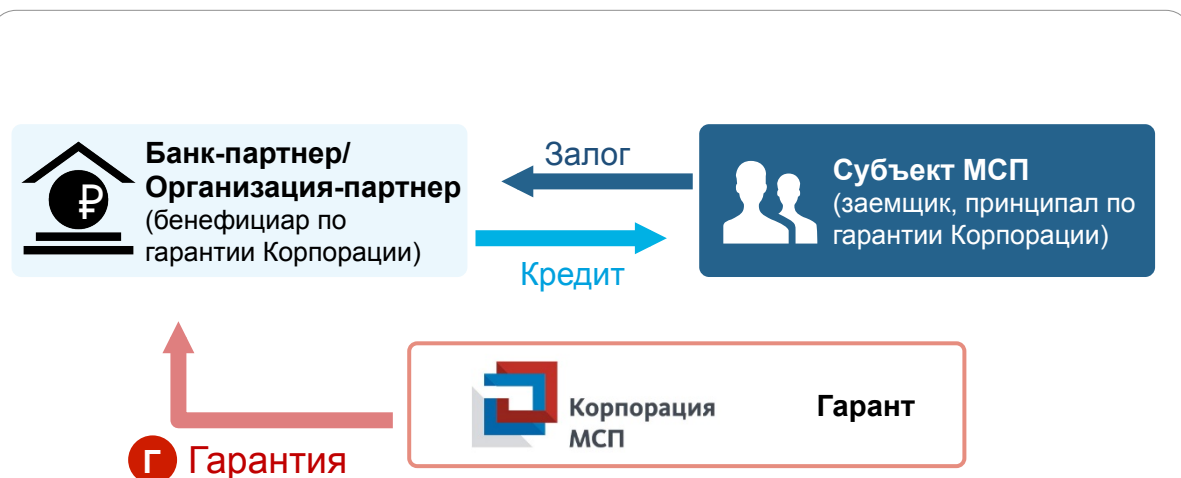 Банк-партнер/
Организация-партнер
(бенефициар по
гарантии Корпорации)
Залог
Кредит
Субъект МСП
(заемщик, принципал по
гарантии Корпорации)
Корпорация
МСП
Гарант
Г Гарантия